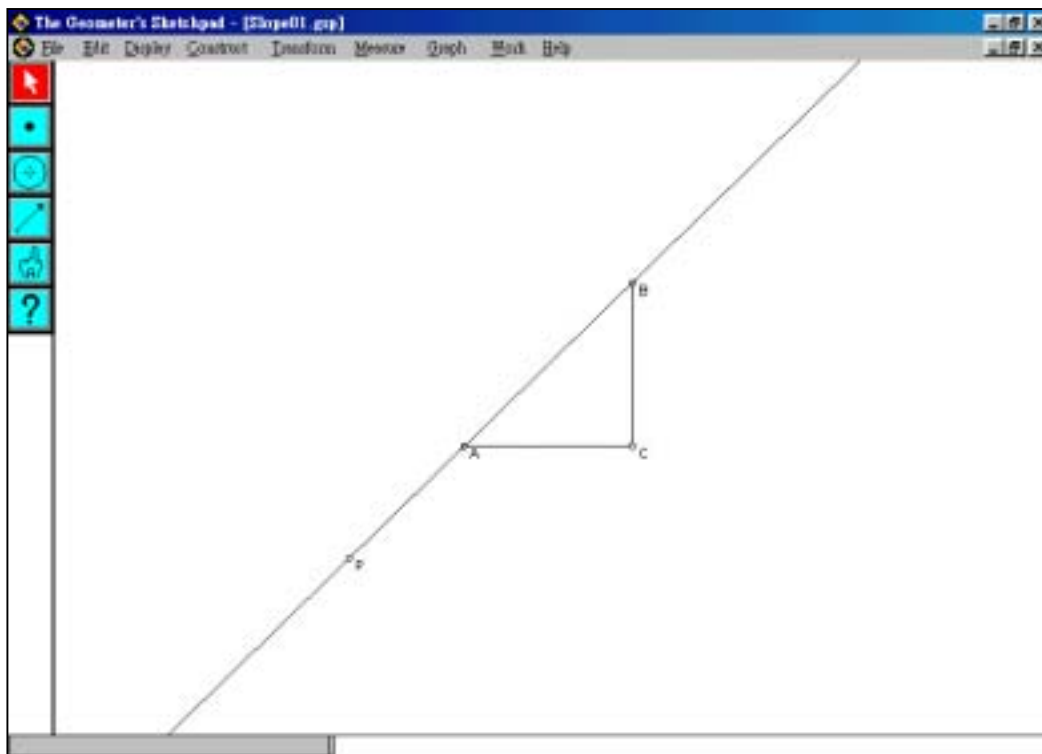 The Geometer's Sketchpad - [Slope01.gsp]
File Edit Display Construct Transform Measure Graph Work Help
?
B
A
C
P